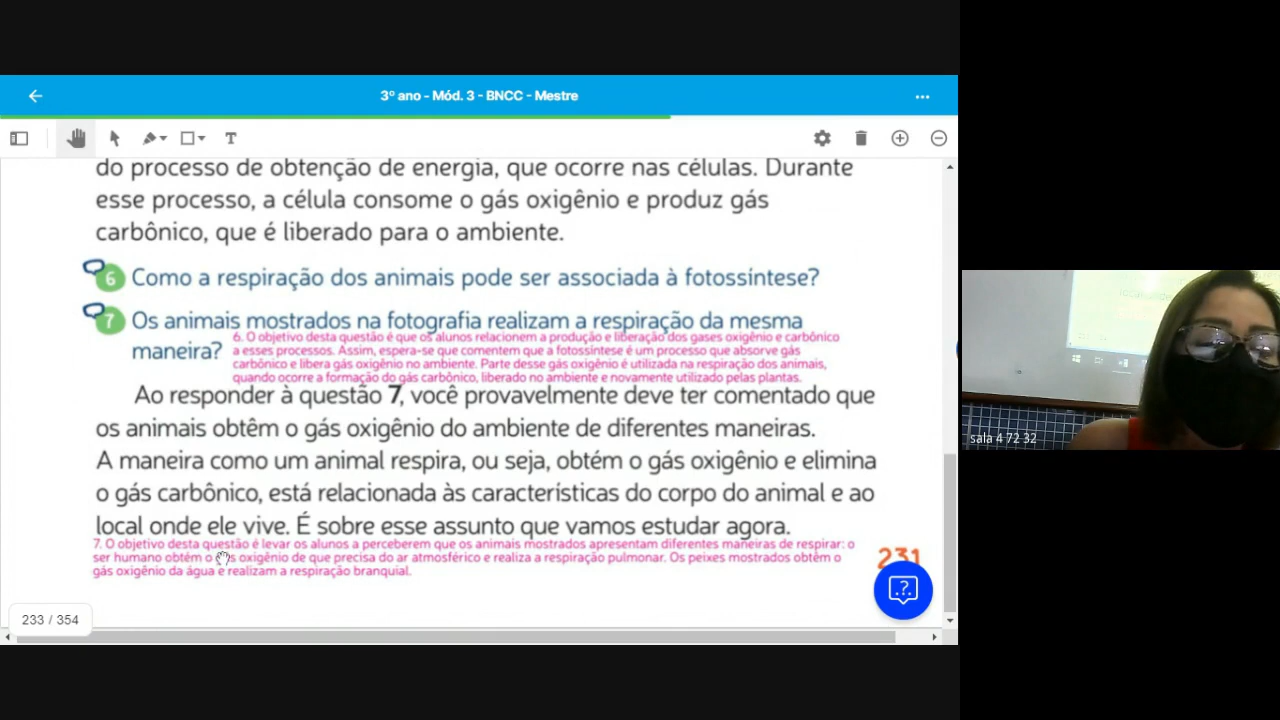 3º ano - Mód. 3 - BNCC - Mestre
T
do processo de obtenção de energia, que ocorre nas células. Durante
esse processo, a célula consome o gás oxigênio e produz gás
carbônico, que é liberado para o ambiente.
6 Como a respiração dos animais pode ser associada à fotossíntese?
7 Os animais mostrados na fotografia realizam a respiração da mesma
maneira?
6. O objetivo desta questão é que os alunos relacionem a produção e liberação dos gases oxigênio e carbônico
a esses processos. Assim, espera-se que comentem que a fotossíntese é um processo que absorve gás
carbônico e libera gás oxigênio no ambiente. Parte desse gás oxigênio é utilizada na respiração dos animais,
quando ocorre a formação do gás carbônico, liberado no ambiente e novamente utilizado pelas plantas.
Ao responder à questão 7, você provavelmente deve ter comentado que
os animais obtêm o gás oxigênio do ambiente de diferentes maneiras.
A maneira como um animal respira, ou seja, obtém o gás oxigênio e elimina
o gás carbônico, está relacionada às características do corpo do animal e ao
local onde ele vive. É sobre esse assunto que vamos estudar agora.
7. O objetivo desta questão é levar os alunos a perceberem que os animais mostrados apresentam diferentes maneiras de respirar: o
ser humano obtém o gás oxigênio de que precisa do ar atmosférico e realiza a respiração pulmonar. Os peixes mostrados obtêm o
gás oxigênio da água e realizam a respiração branquial.
231
233 / 354
sala 4 72 32